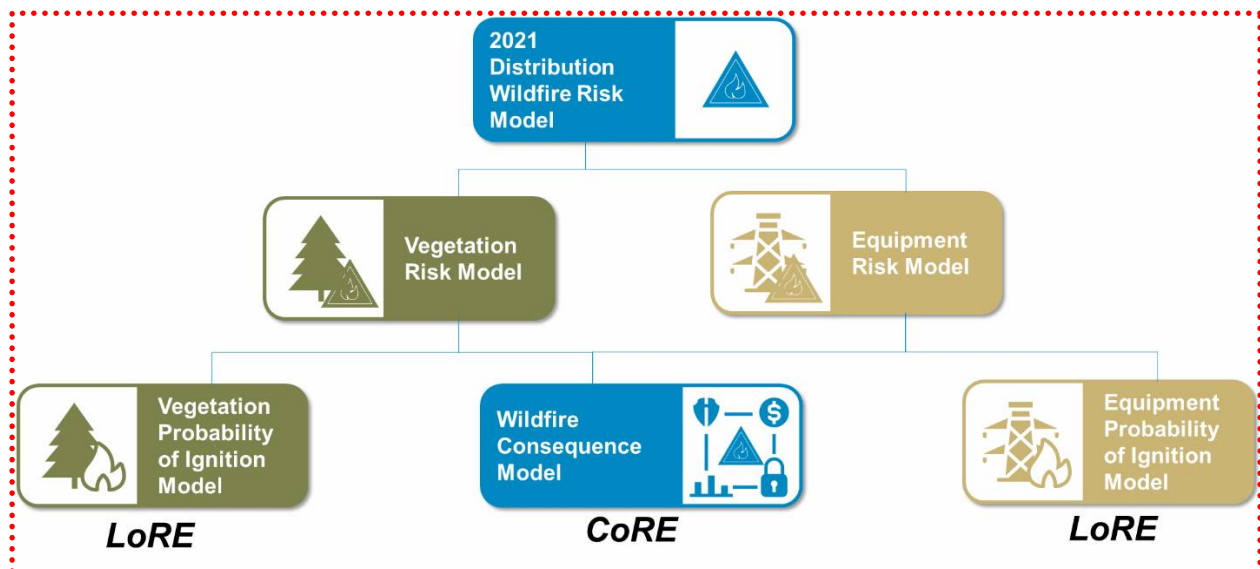 2021
Distribution
Wildfire Risk
Model
Vegetation
Risk Model
Equipment
Risk Model
Vegetation
Probability
of Ignition
Model
Wildfire
Consequence
Model
$
Equipment
Probability
of Ignition
Model
LoRE
CoRE
LoRE